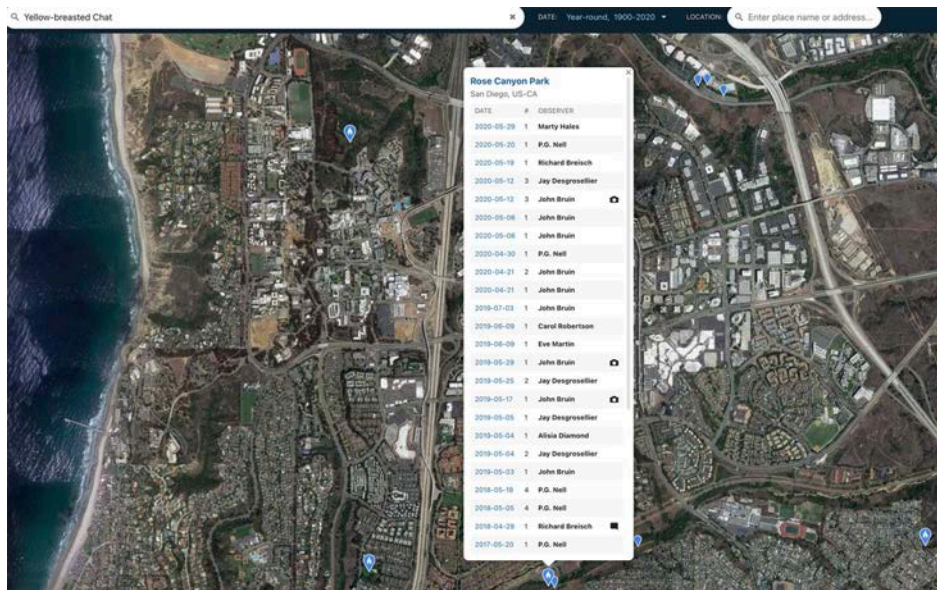 Yellow-breasted Chat
DATE: Year-round, 1900-2020
LOCATION:
Enter place name or address...
Rose Canyon Park
San Diego, US-CA
DATE # OBSERVER
2020-05-29 1 Marty Hales
2020-05-20 1 P.G. Nell
2020-05-19 1 Richard Breisch
2020-05-12 3 Jay Desgrosellier
2020-05-12 3 John Bruin
2020-05-06 1 John Bruin
2020-05-06 1 John Bruin
2020-04-30 1 P.G. Nell
2020-04-21 2 John Bruin
2020-04-21 1 John Bruin
2019-07-03 1 John Bruin
2019-06-09 1 Carol Robertson
2019-06-09 1 Eve Martin
2019-05-29 1 John Bruin
2019-05-25 2 Jay Desgrosellier
2019-05-17 1 John Bruin
2019-05-05 1 Jay Desgrosellier
2019-05-04 1 Alisia Diamond
2019-05-04 2 Jay Desgrosellier
2019-05-03 1 John Bruin
2018-05-18 4 P.G. Nell
2018-05-05 4 P.G. Nell
2018-04-28 1 Richard Breisch
2017-05-20 1 P.G. Nell